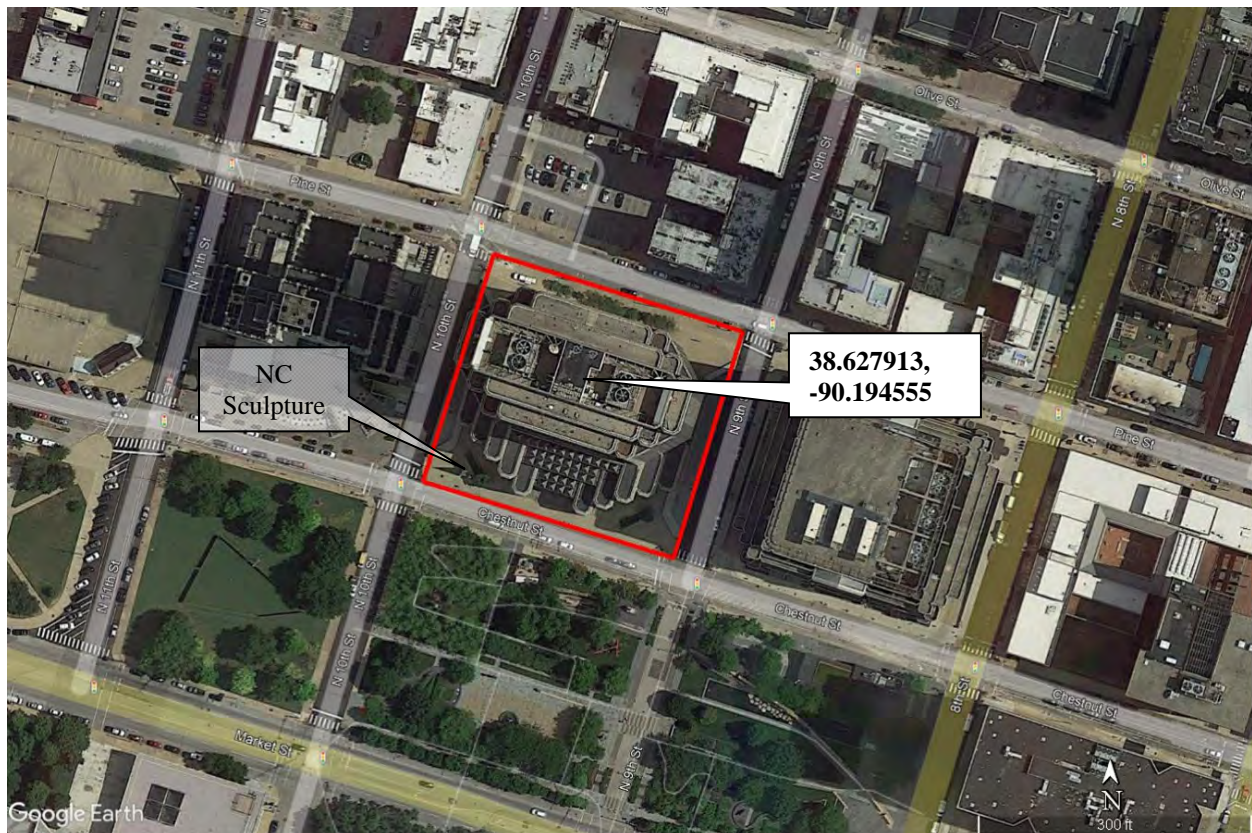 N 1
N 10th St
Olive St
Olive St
Pine St
N 9th St
N 8th St
N 11th St
N 10th St
NC
Sculpture
38.627913,
-90.194555
N 9th S
Pine St
Chestnut St
N 10th St
N 11th St
Chestnut St
Chestnut St
N 10th St
8th St
Market St
N 9th St
N
300 ft
Google Earth